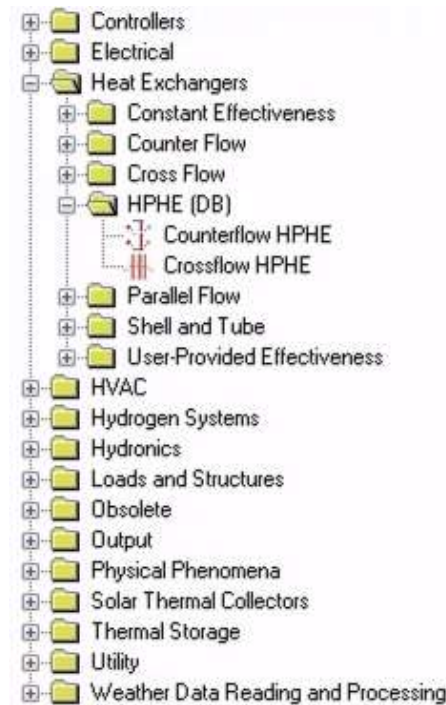 Controllers
Electrical
Heat Exchangers
Constant Effectiveness
Counter Flow
Cross Flow
HPHE (DB)
Counterflow HPHE
Crossflow HPHE
Parallel Flow
Shell and Tube
User-Provided Effectiveness
HVAC
Hydrogen Systems
Hydronics
Loads and Structures
Obsolete
Output
Physical Phenomena
Solar Thermal Collectors
Thermal Storage
Utility
Weather Data Reading and Processing